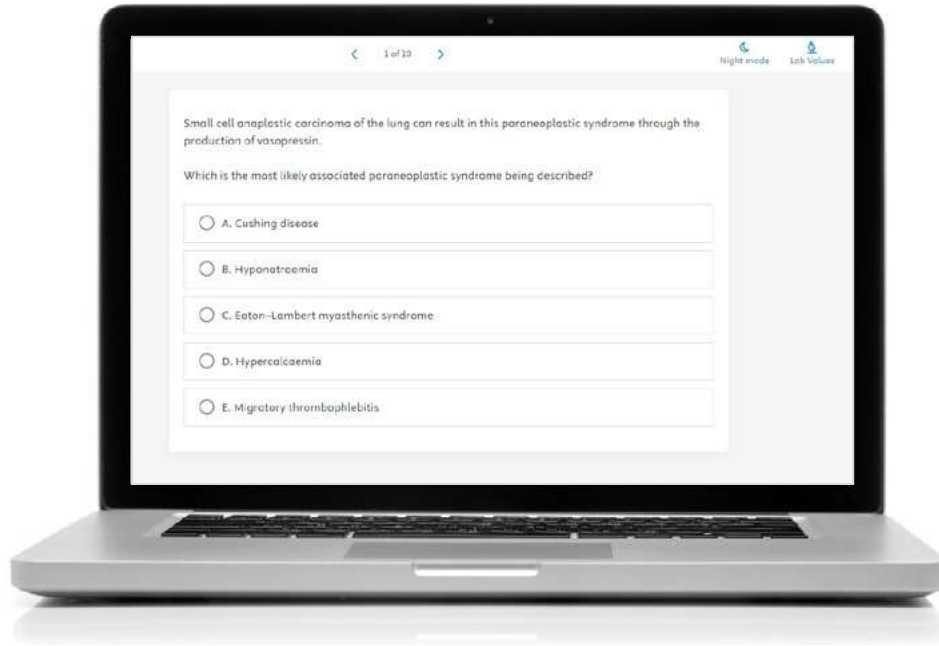 1 of 10
Night mode
Lab Values
Small cell anaplastic carcinoma of the lung can result in this paraneoplastic syndrome through the
production of vasopressin.
Which is the most likely associated paraneoplastic syndrome being described?
A. Cushing disease
B. Hyponatraemia
C. Eaton-Lambert myasthenic syndrome
D. Hypercalcaemia
E. Migratory thrombophlebitis